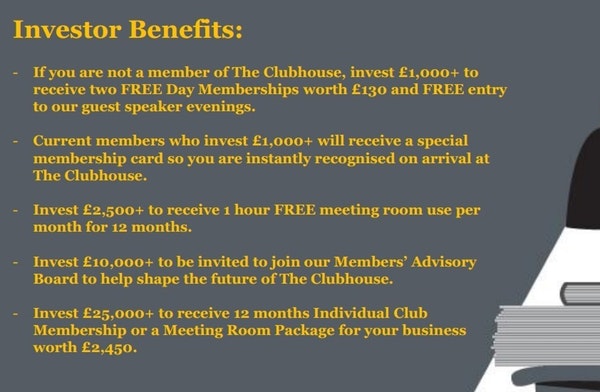 Investor Benefits:
- If you are not a member of The Clubhouse, invest £1,000+ to
receive two FREE Day Memberships worth £130 and FREE entry
to our guest speaker evenings.
- Current members who invest £1,000+ will receive a special
membership card so you are instantly recognised on arrival at
The Clubhouse.
- Invest £2,500+ to receive 1 hour FREE meeting room use per
month for 12 months.
- Invest £10,000+ to be invited to join our Members’ Advisory
Board to help shape the future of The Clubhouse.
- Invest £25,000+ to receive 12 months Individual Club
Membership or a Meeting Room Package for your business
worth £2,450.